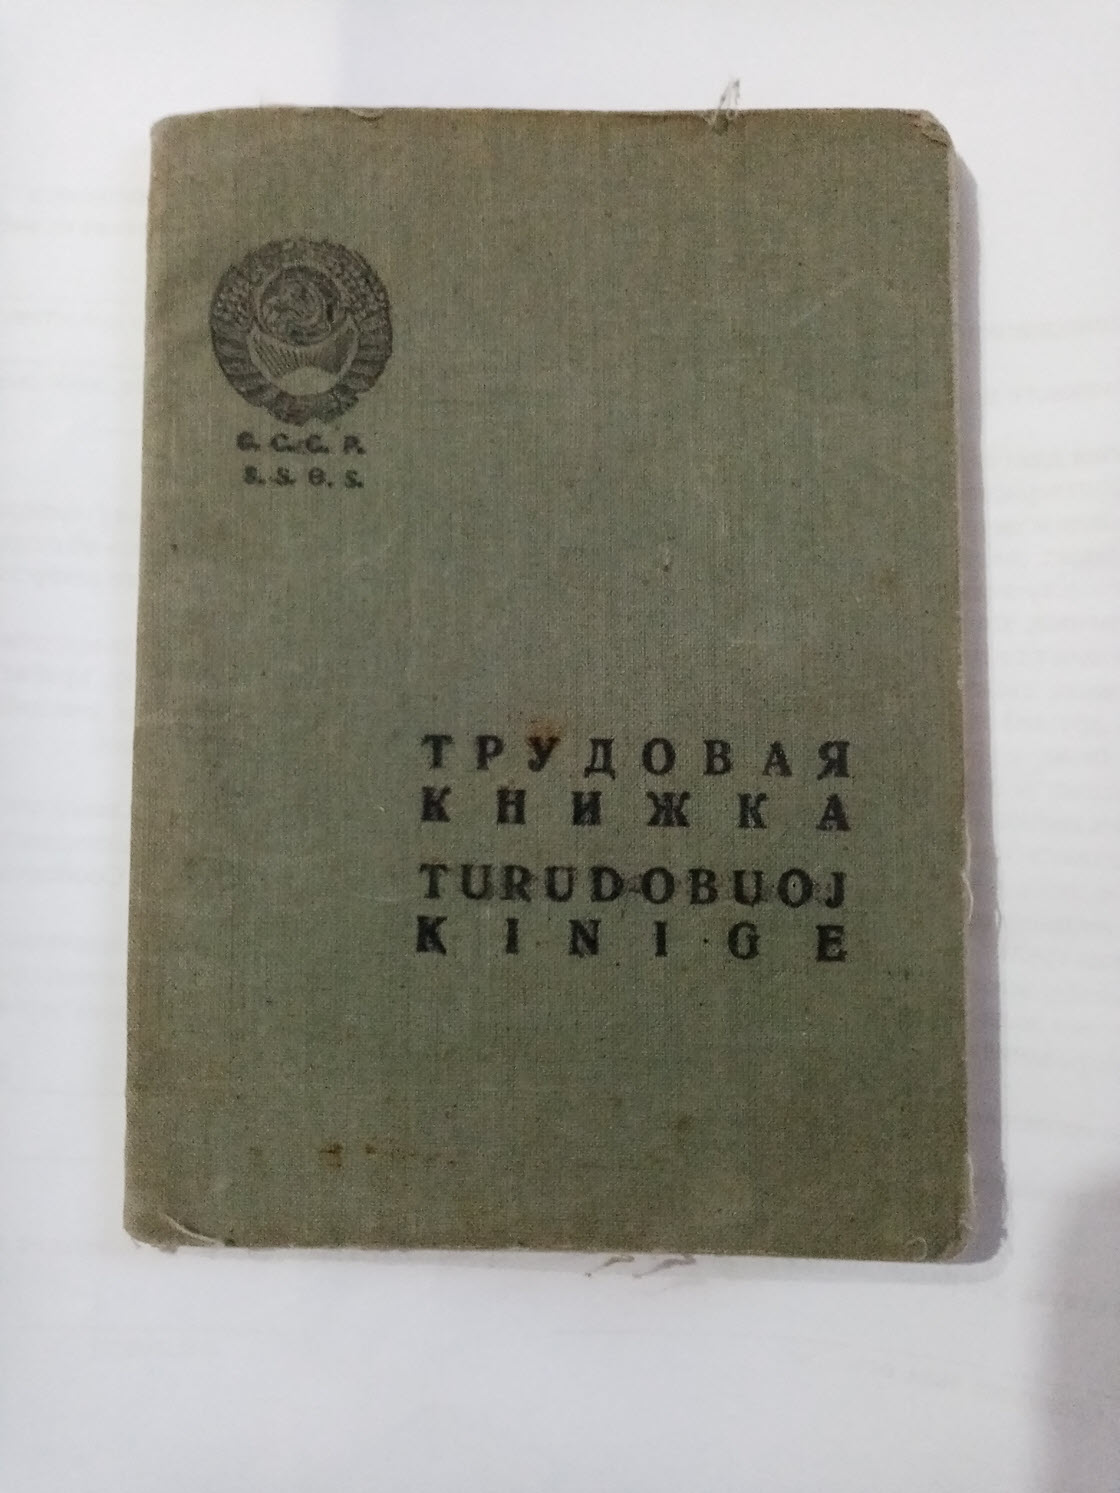 С. С. С. Р.
S. S. Ө. S.
ТРУДОВАЯ
КНИЖКА
TURUDOBUOJ
KINIGE